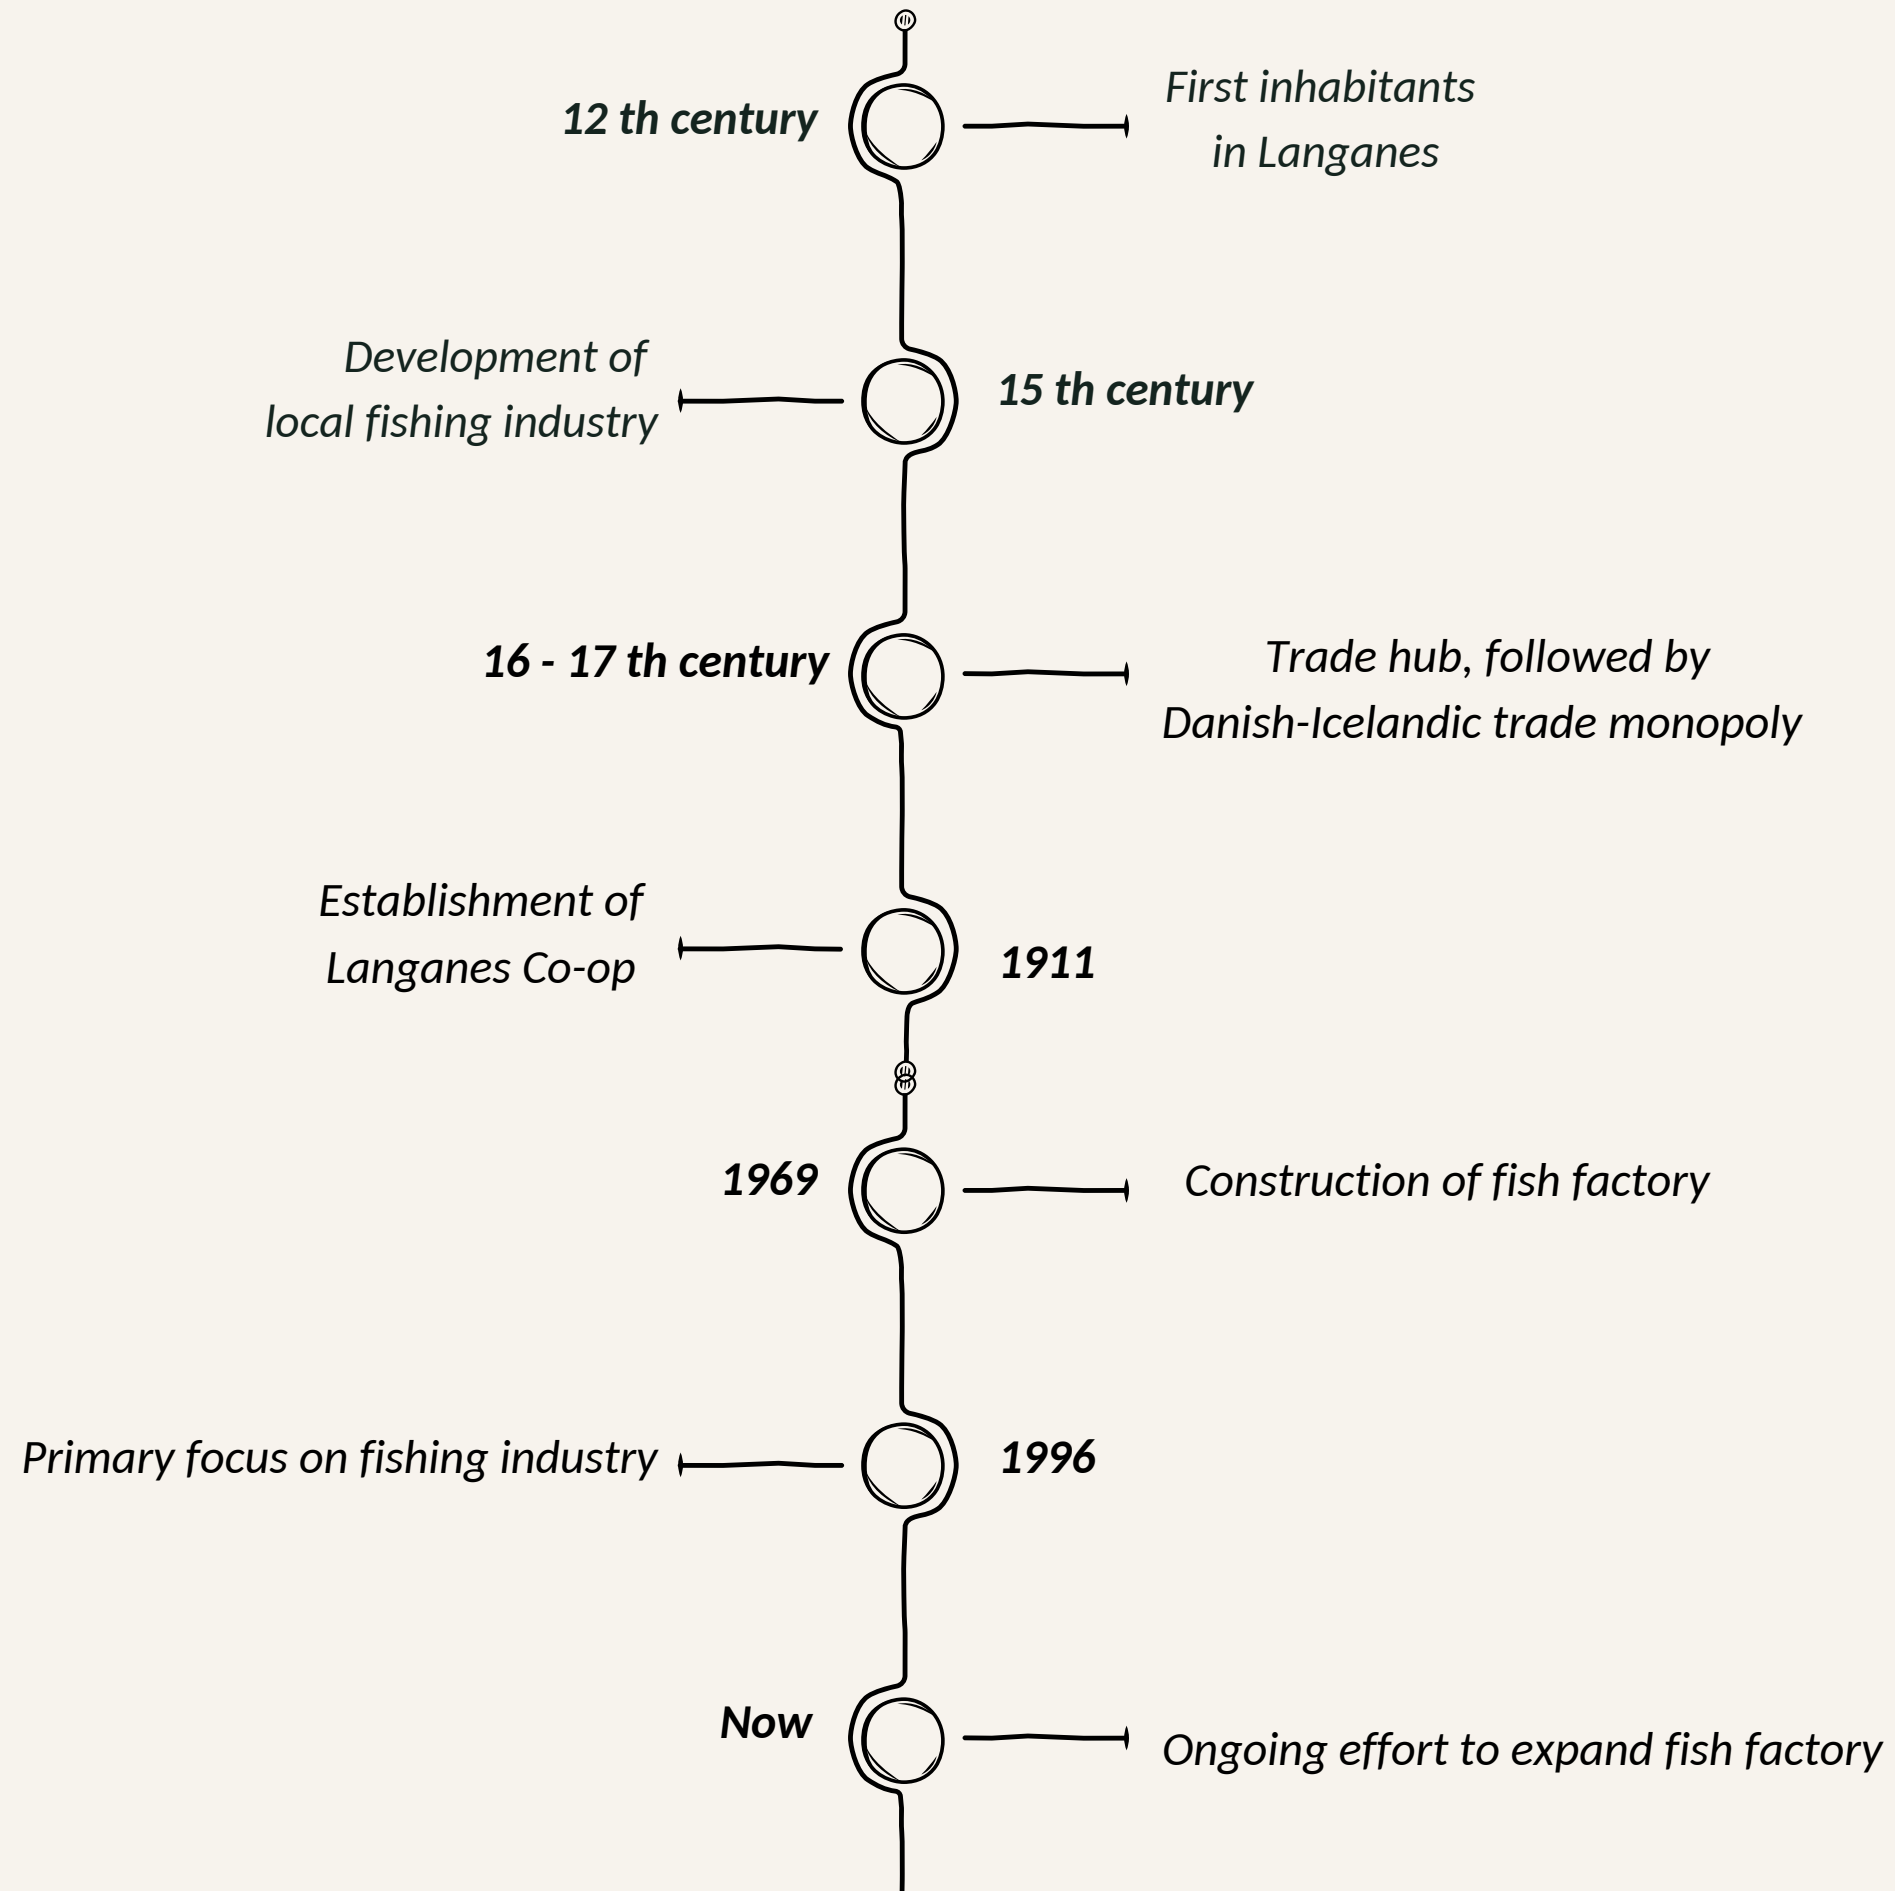 12 th century
First inhabitants
in Langanes
Development of
local fishing industry
15 th century
16 - 17 th century
Trade hub, followed by
Danish-Icelandic trade monopoly
Establishment of
Langanes Co-op
1911
1969
Construction of fish factory
Primary focus on fishing industry
1996
Now
Ongoing effort to expand fish factory